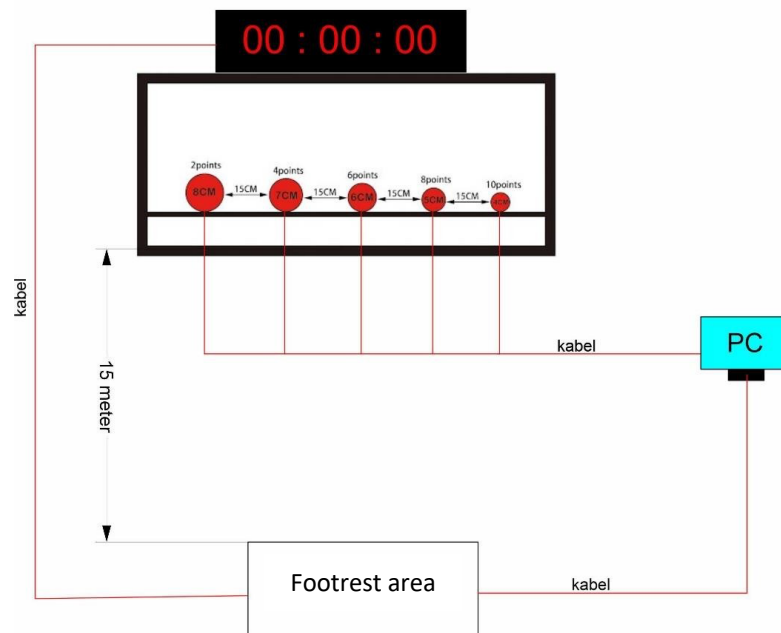 00 : 00 : 00
2points
4points
6points
8points
10points
8CM
15CM
7CM
15CM
6CM
15CM
5CM
15CM
4CM
kabel
kabel
PC
15 meter
Footrest area
kabel